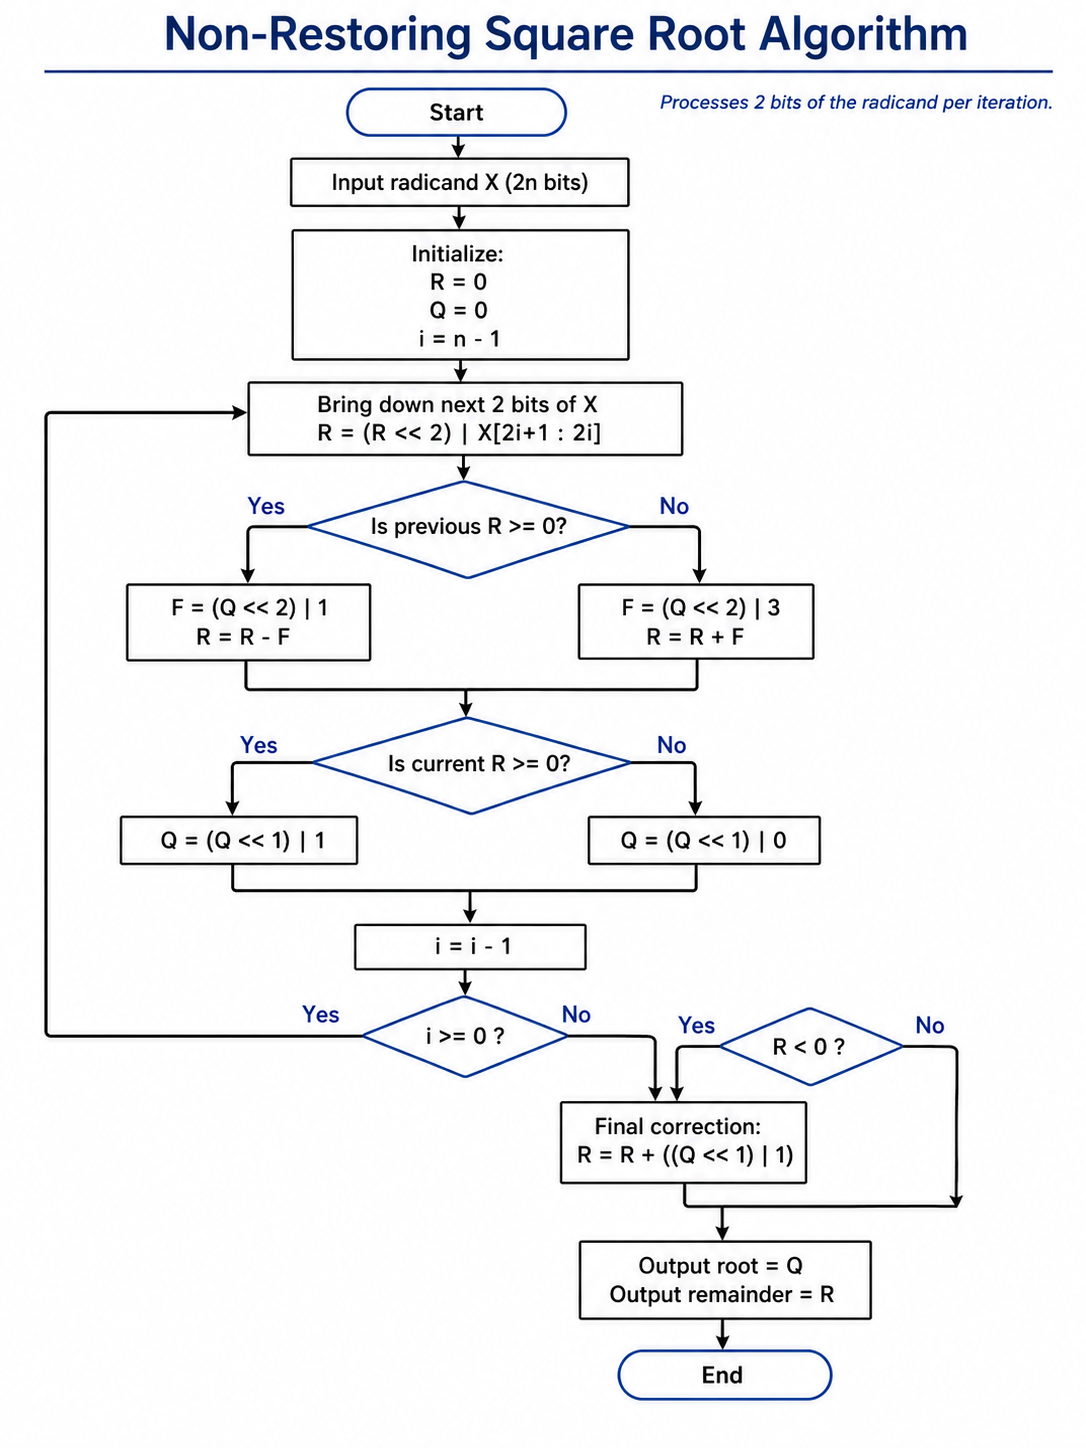 Non-Restoring Square Root Algorithm
Processes 2 bits of the radicand per iteration.
Start
Input radicand X (2n bits)
Initialize:
R = 0
Q = 0
i = n - 1
Bring down next 2 bits of X
R = (R << 2) | X[2i+1 : 2i]
Is previous R >= 0?
Yes
No
F = (Q << 2) | 1
R = R - F
F = (Q << 2) | 3
R = R + F
Is current R >= 0?
Yes
No
Q = (Q << 1) | 1
Q = (Q << 1) | 0
i = i - 1
i >= 0 ?
Yes
No
R < 0 ?
Yes
No
Final correction:
R = R + ((Q << 1) | 1)
Output root = Q
Output remainder = R
End